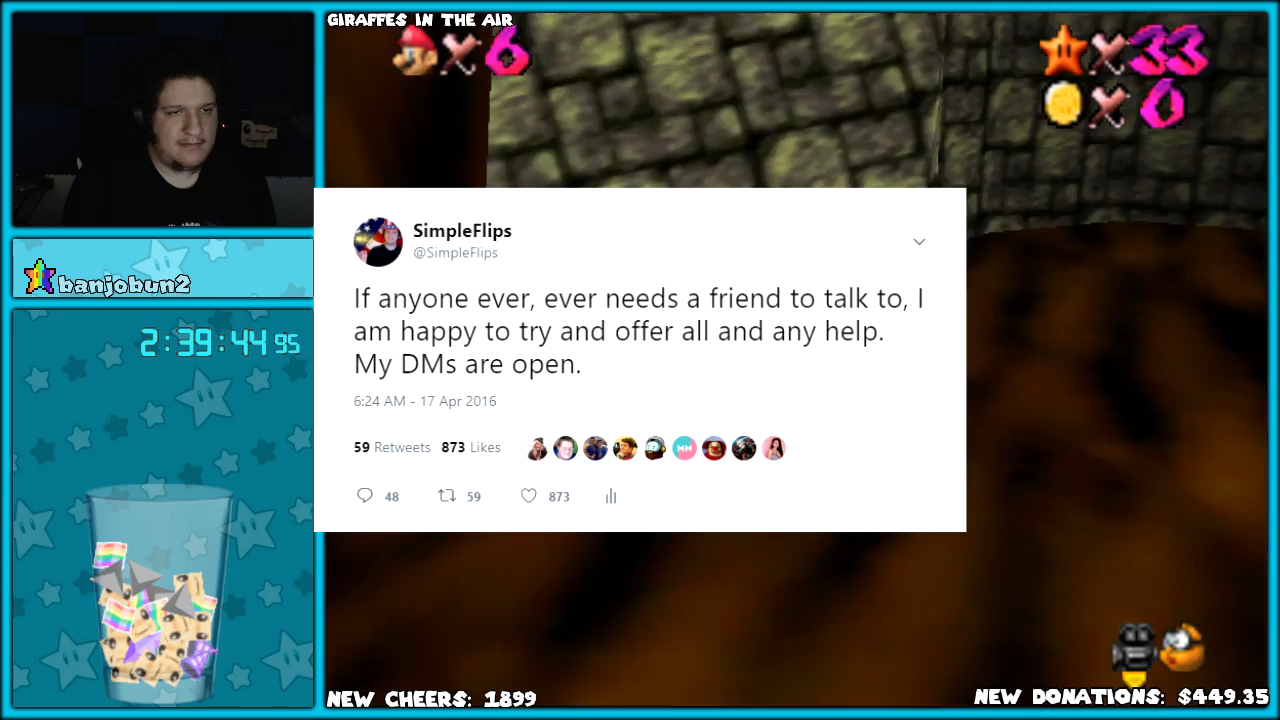 GIRAFFES IN THE AIR
6
33
6
SimpleFlips
@SimpleFlips
If anyone ever, ever needs a friend to talk to, I
am happy to try and offer all and any help.
My DMs are open.
6:24 AM - 17 Apr 2016
59 Retweets 873 Likes
MM
48 59 873
banjobun2
2:39:44 95
NEW CHEERS: 1899
NEW DONATIONS: $449.35